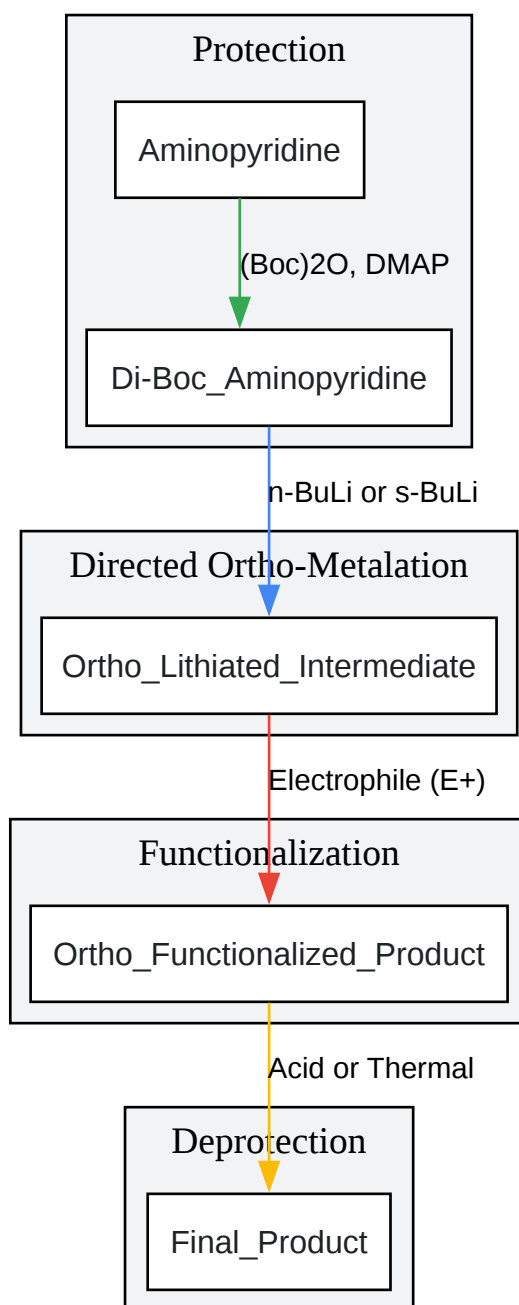 Protection
Aminopyridine
(Boc)2O, DMAP
Di-Boc_Aminopyridine
n-BuLi or s-BuLi
Directed Ortho-Metalation
Ortho_Lithiated_Intermediate
Electrophile (E+)
Functionalization
Ortho_Functionalized_Product
Acid or Thermal
Deprotection
Final_Product